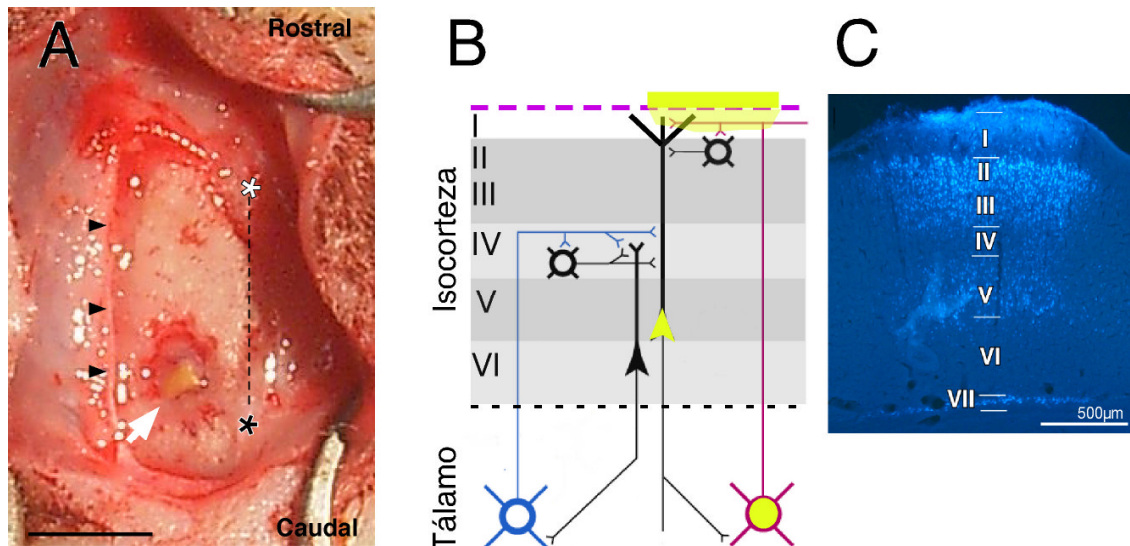 A
Rostral
*
*
Caudal
B
Isocorteza
I
II
III
IV
V
VI
Tálamo
C
I
II
III
IV
V
VI
VII
500µm